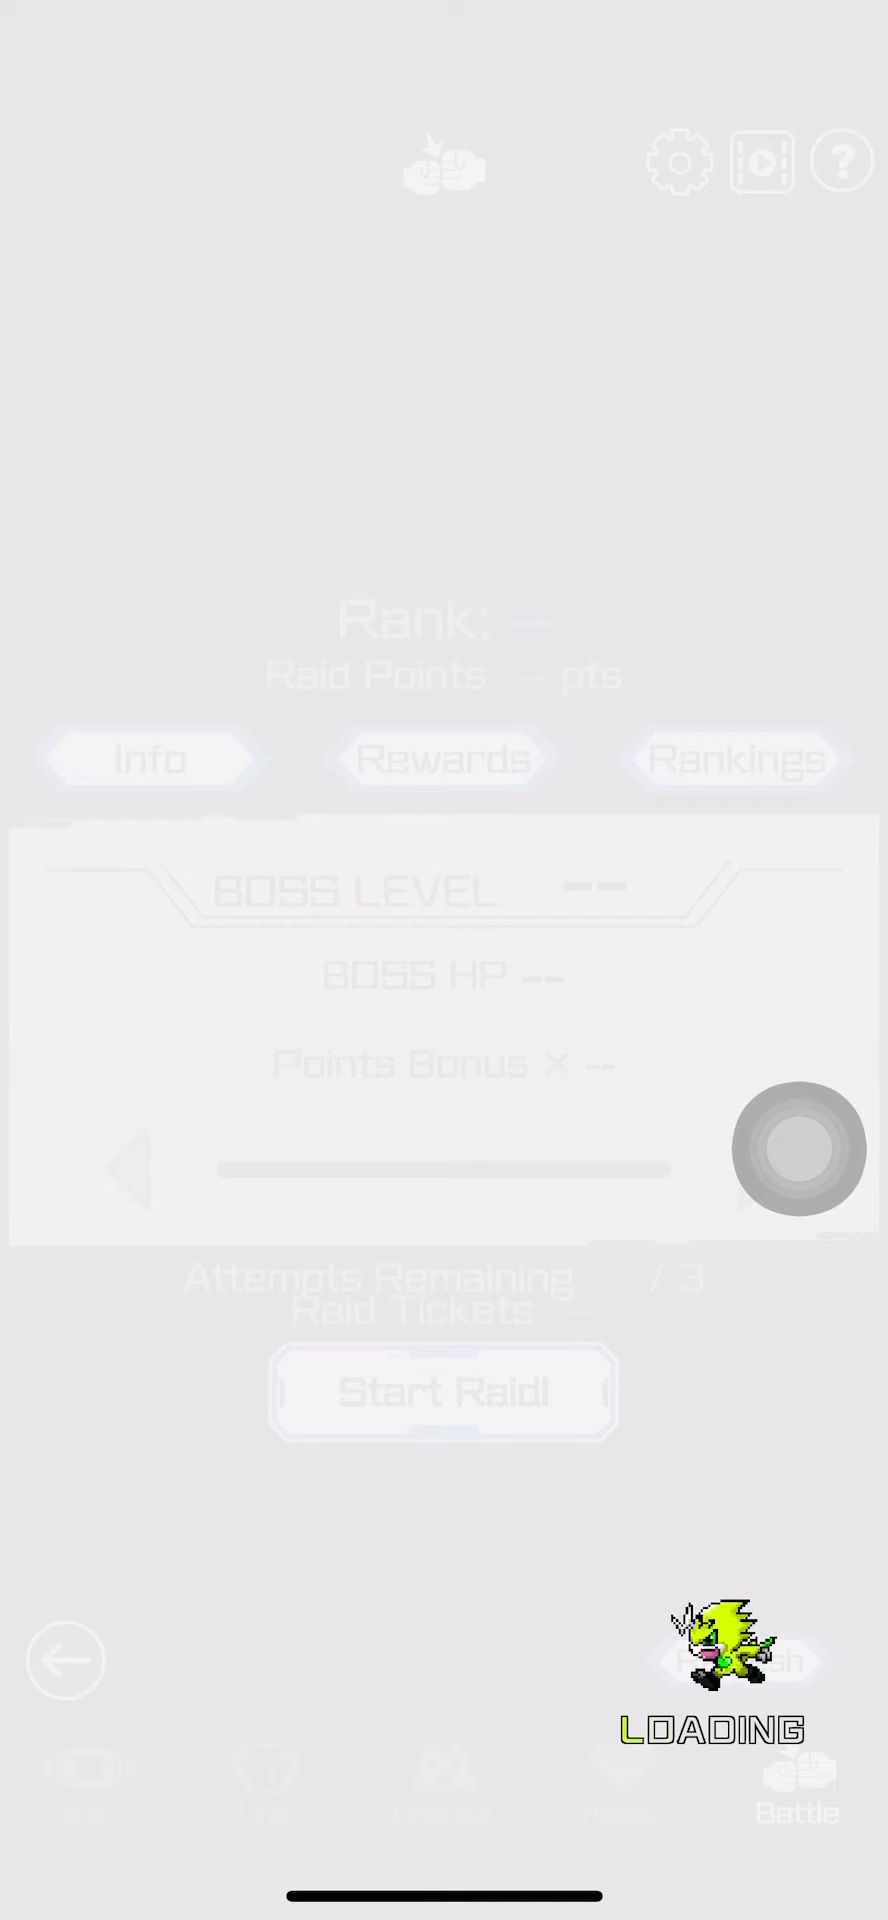 ?
Rank: --
Raid Points -- pts
Info Rewards Rankings
BOSS LEVEL --
BOSS HP --
Points Bonus × --
Attempts Remaining -- / 3
Raid Tickets --
Start Raid!
LOADING
Battle